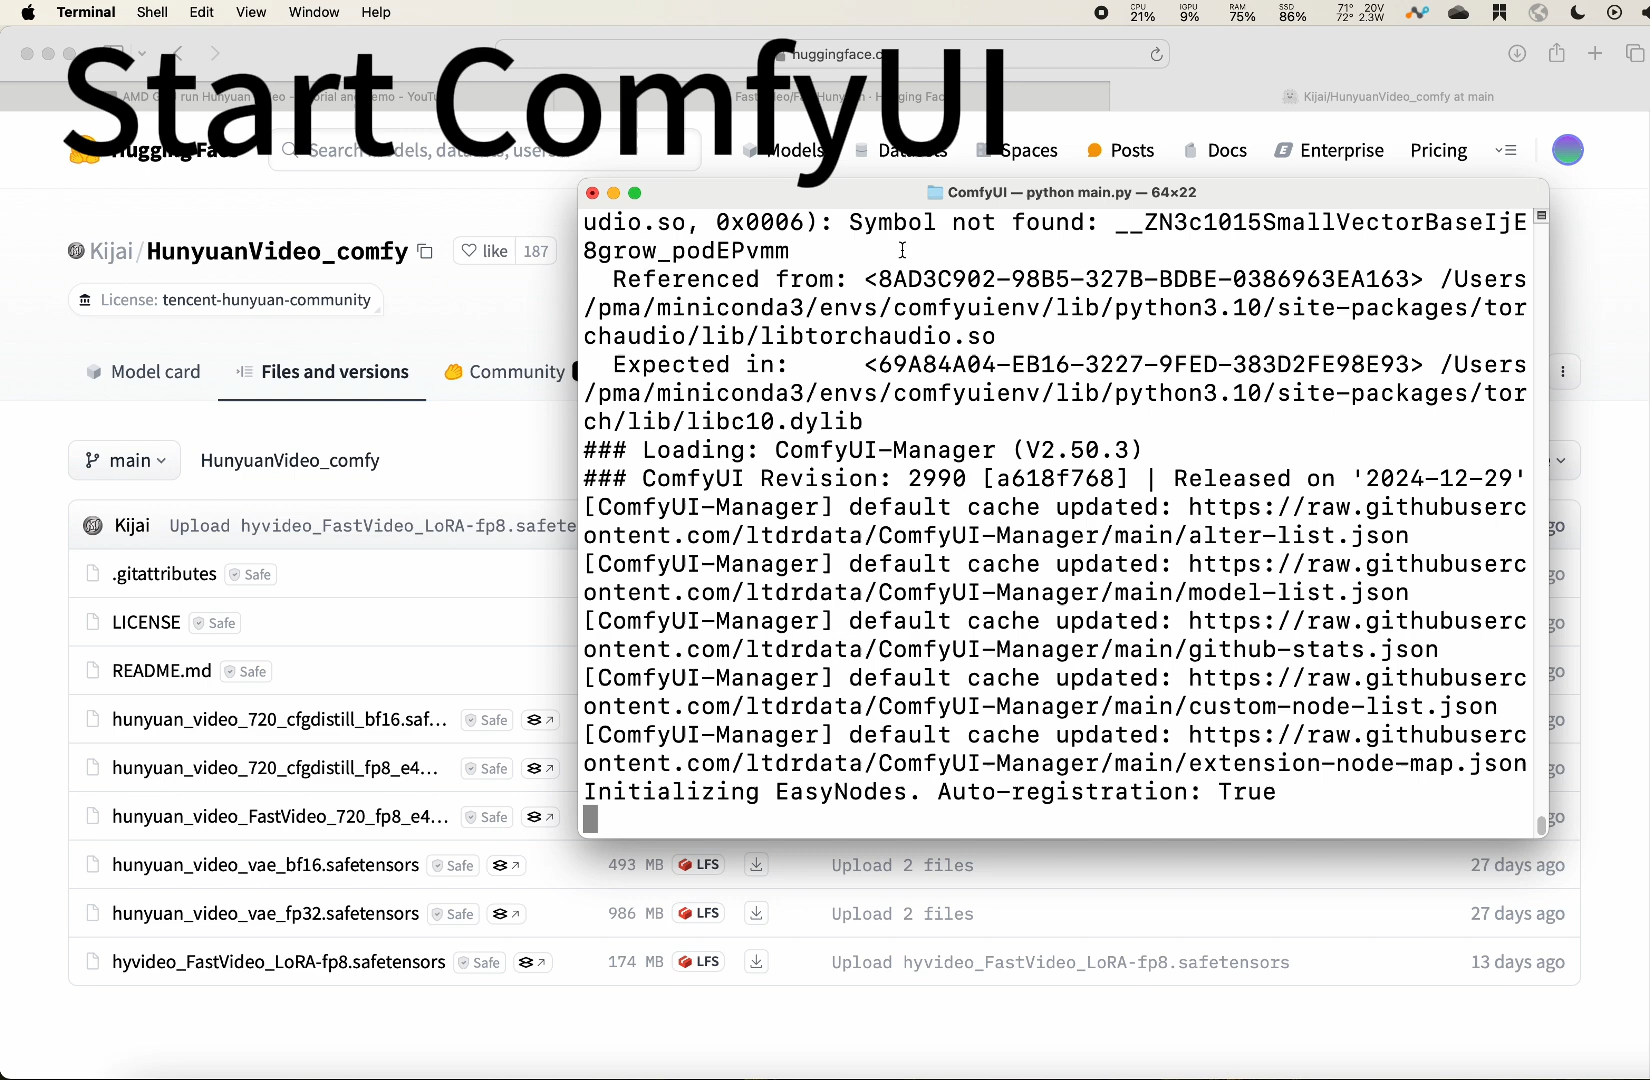 Terminal Shell Edit View Window Help
CPU 21% IGPU 9% RAM 75% SSD 86% 71° 72° 20V 2.3W
Start ComfyUI
Kijai/HunyuanVideo_comfy at main
Models
Spaces Posts Docs Enterprise Pricing
ComfyUI — python main.py — 64×22
udio.so, 0x0006): Symbol not found: __ZN3c1015SmallVectorBaseIjE
8grow_podEPvmm
Referenced from: <8AD3C902-98B5-327B-BDBE-0386963EA163> /Users
/pma/miniconda3/envs/comfyuienv/lib/python3.10/site-packages/tor
chaudio/lib/libtorchaudio.so
Expected in: <69A84A04-EB16-3227-9FED-383D2FE98E93> /Users
/pma/miniconda3/envs/comfyuienv/lib/python3.10/site-packages/tor
ch/lib/libc10.dylib
### Loading: ComfyUI-Manager (V2.50.3)
### ComfyUI Revision: 2990 [a618f768] | Released on '2024-12-29'
[ComfyUI-Manager] default cache updated: https://raw.githubuserc
ontent.com/ltdrdata/ComfyUI-Manager/main/alter-list.json
[ComfyUI-Manager] default cache updated: https://raw.githubuserc
ontent.com/ltdrdata/ComfyUI-Manager/main/model-list.json
[ComfyUI-Manager] default cache updated: https://raw.githubuserc
ontent.com/ltdrdata/ComfyUI-Manager/main/github-stats.json
[ComfyUI-Manager] default cache updated: https://raw.githubuserc
ontent.com/ltdrdata/ComfyUI-Manager/main/custom-node-list.json
[ComfyUI-Manager] default cache updated: https://raw.githubuserc
ontent.com/ltdrdata/ComfyUI-Manager/main/extension-node-map.json
Initializing EasyNodes. Auto-registration: True
Kijai/HunyuanVideo_comfy like 187
License: tencent-hunyuan-community
Model card Files and versions Community
main HunyuanVideo_comfy
Kijai Upload hyvideo_FastVideo_LoRA-fp8.safete
.gitattributes Safe
LICENSE Safe
README.md Safe
hunyuan_video_720_cfgdistill_bf16.saf... Safe
hunyuan_video_720_cfgdistill_fp8_e4... Safe
hunyuan_video_FastVideo_720_fp8_e4... Safe
hunyuan_video_vae_bf16.safetensors Safe 493 MB LFS Upload 2 files 27 days ago
hunyuan_video_vae_fp32.safetensors Safe 986 MB LFS Upload 2 files 27 days ago
hyvideo_FastVideo_LoRA-fp8.safetensors Safe 174 MB LFS Upload hyvideo_FastVideo_LoRA-fp8.safetensors 13 days ago